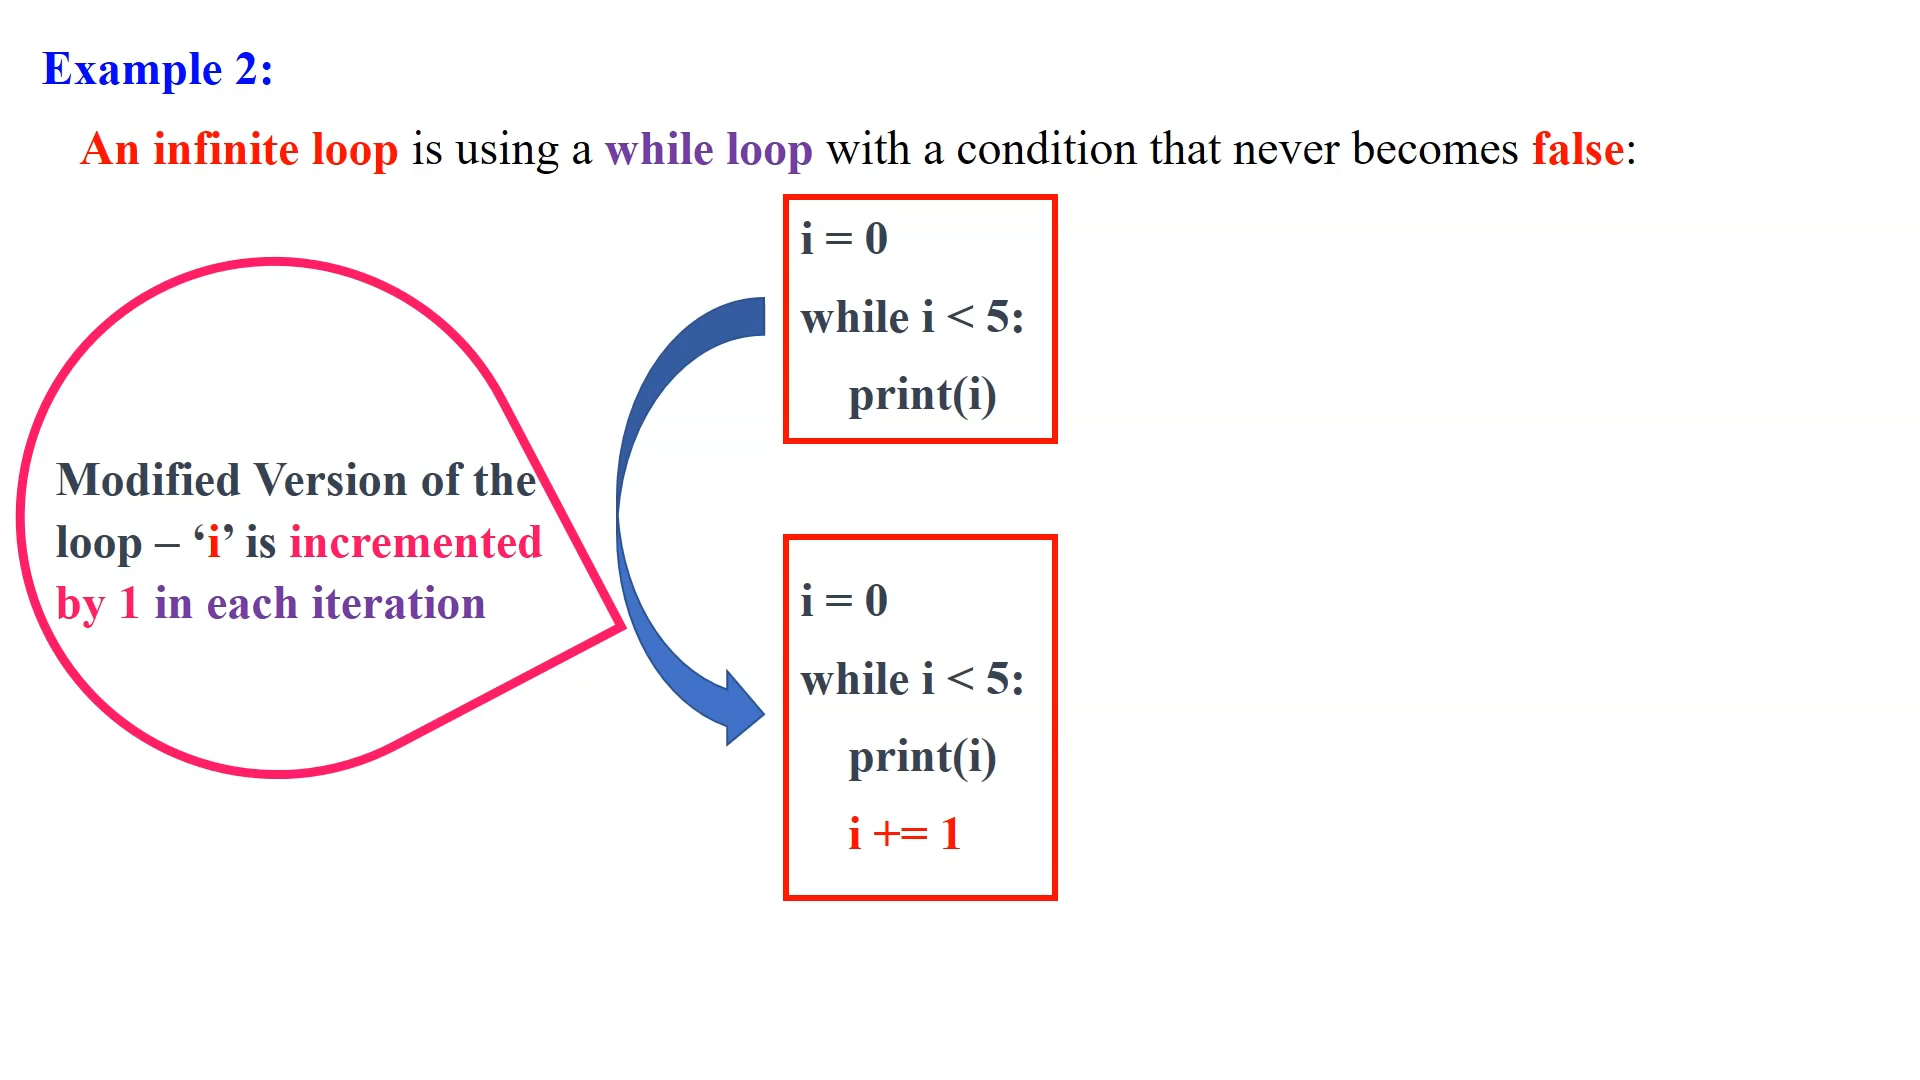 Example 2:
An infinite loop is using a while loop with a condition that never becomes false:
i = 0
while i < 5:
print(i)
Modified Version of the
loop – ‘i’ is incremented
by 1 in each iteration
i = 0
while i < 5:
print(i)
i += 1